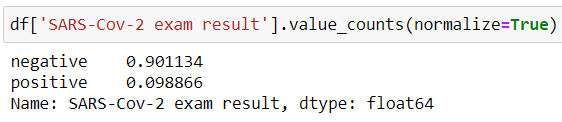 df['SARS-Cov-2 exam result'].value_counts(normalize=True)
negative    0.901134
positive    0.098866
Name: SARS-Cov-2 exam result, dtype: float64